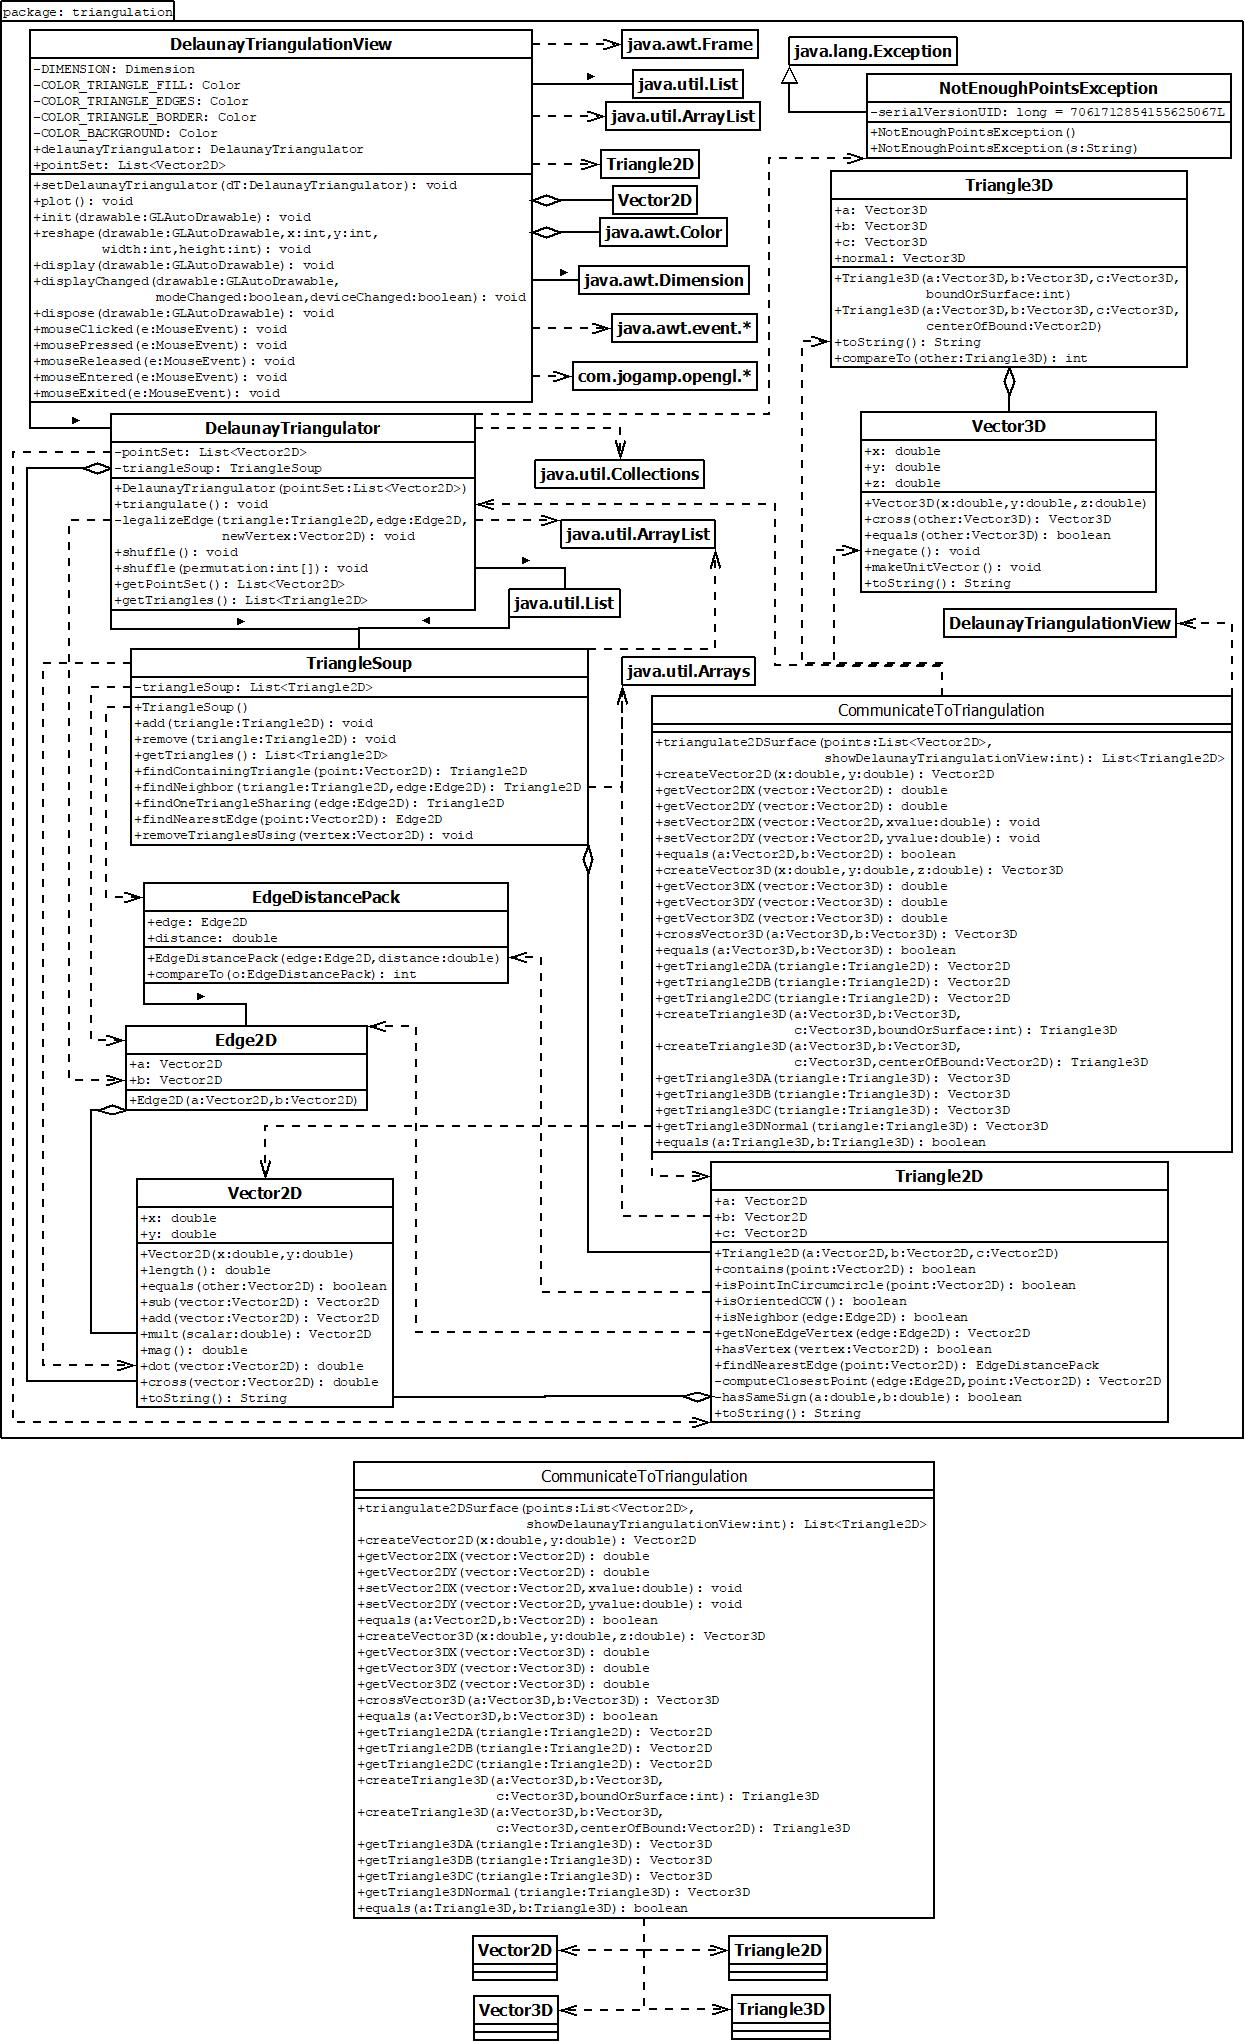 package: triangulation
DelaunayTriangulationView
-DIMENSION: Dimension
-COLOR_TRIANGLE_FILL: Color
-COLOR_TRIANGLE_EDGES: Color
-COLOR_TRIANGLE_BORDER: Color
-COLOR_BACKGROUND: Color
+delaunayTriangulator: DelaunayTriangulator
+pointSet: List<Vector2D>
+setDelaunayTriangulator(dT:DelaunayTriangulator): void
+plot(): void
+init(drawable:GLAutoDrawable): void
+reshape(drawable:GLAutoDrawable,x:int,y:int,
width:int,height:int): void
+display(drawable:GLAutoDrawable): void
+displayChanged(drawable:GLAutoDrawable,
modeChanged:boolean,deviceChanged:boolean): void
+dispose(drawable:GLAutoDrawable): void
+mouseClicked(e:MouseEvent): void
+mousePressed(e:MouseEvent): void
+mouseReleased(e:MouseEvent): void
+mouseEntered(e:MouseEvent): void
+mouseExited(e:MouseEvent): void
java.awt.Frame
java.util.List
java.util.ArrayList
Triangle2D
Vector2D
java.awt.Color
java.awt.Dimension
java.awt.event.*
com.jogamp.opengl.*
java.lang.Exception
NotEnoughPointsException
-serialVersionUID: long = 7061712854155625067L
+NotEnoughPointsException()
+NotEnoughPointsException(s:String)
Triangle3D
+a: Vector3D
+b: Vector3D
+c: Vector3D
+normal: Vector3D
+Triangle3D(a:Vector3D,b:Vector3D,c:Vector3D,
boundOrSurface:int)
+Triangle3D(a:Vector3D,b:Vector3D,c:Vector3D,
centerOfBound:Vector2D)
+toString(): String
+compareTo(other:Triangle3D): int
Vector3D
+x: double
+y: double
+z: double
+Vector3D(x:double,y:double,z:double)
+cross(other:Vector3D): Vector3D
+equals(other:Vector3D): boolean
+negate(): void
+makeUnitVector(): void
+toString(): String
DelaunayTriangulator
-pointSet: List<Vector2D>
-triangleSoup: TriangleSoup
+DelaunayTriangulator(pointSet:List<Vector2D>)
+triangulate(): void
-legalizeEdge(triangle:Triangle2D,edge:Edge2D,
newVertex:Vector2D): void
+shuffle(): void
+shuffle(permutation:int[]): void
+getPointSet(): List<Vector2D>
+getTriangles(): List<Triangle2D>
java.util.Collections
java.util.ArrayList
java.util.List
DelaunayTriangulationView
TriangleSoup
-triangleSoup: List<Triangle2D>
+TriangleSoup()
+add(triangle:Triangle2D): void
+remove(triangle:Triangle2D): void
+getTriangles(): List<Triangle2D>
+findContainingTriangle(point:Vector2D): Triangle2D
+findNeighbor(triangle:Triangle2D,edge:Edge2D): Triangle2D
+findOneTriangleSharing(edge:Edge2D): Triangle2D
+findNearestEdge(point:Vector2D): Edge2D
+removeTrianglesUsing(vertex:Vector2D): void
java.util.Arrays
CommunicateToTriangulation
+triangulate2DSurface(points:List<Vector2D>,
showDelaunayTriangulationView:int): List<Triangle2D>
+createVector2D(x:double,y:double): Vector2D
+getVector2DX(vector:Vector2D): double
+getVector2DY(vector:Vector2D): double
+setVector2DX(vector:Vector2D,xvalue:double): void
+setVector2DY(vector:Vector2D,yvalue:double): void
+equals(a:Vector2D,b:Vector2D): boolean
+createVector3D(x:double,y:double,z:double): Vector3D
+getVector3DX(vector:Vector3D): double
+getVector3DY(vector:Vector3D): double
+getVector3DZ(vector:Vector3D): double
+crossVector3D(a:Vector3D,b:Vector3D): Vector3D
+equals(a:Vector3D,b:Vector3D): boolean
+getTriangle2DA(triangle:Triangle2D): Vector2D
+getTriangle2DB(triangle:Triangle2D): Vector2D
+getTriangle2DC(triangle:Triangle2D): Vector2D
+createTriangle3D(a:Vector3D,b:Vector3D,
c:Vector3D,boundOrSurface:int): Triangle3D
+createTriangle3D(a:Vector3D,b:Vector3D,
c:Vector3D,centerOfBound:Vector2D): Triangle3D
+getTriangle3DA(triangle:Triangle3D): Vector3D
+getTriangle3DB(triangle:Triangle3D): Vector3D
+getTriangle3DC(triangle:Triangle3D): Vector3D
+getTriangle3DNormal(triangle:Triangle3D): Vector3D
+equals(a:Triangle3D,b:Triangle3D): boolean
EdgeDistancePack
+edge: Edge2D
+distance: double
+EdgeDistancePack(edge:Edge2D,distance:double)
+compareTo(o:EdgeDistancePack): int
Edge2D
+a: Vector2D
+b: Vector2D
+Edge2D(a:Vector2D,b:Vector2D)
Vector2D
+x: double
+y: double
+Vector2D(x:double,y:double)
+length(): double
+equals(other:Vector2D): boolean
+sub(vector:Vector2D): Vector2D
+add(vector:Vector2D): Vector2D
+mult(scalar:double): Vector2D
+mag(): double
+dot(vector:Vector2D): double
+cross(vector:Vector2D): double
+toString(): String
Triangle2D
+a: Vector2D
+b: Vector2D
+c: Vector2D
+Triangle2D(a:Vector2D,b:Vector2D,c:Vector2D)
+contains(point:Vector2D): boolean
+isPointInCircumcircle(point:Vector2D): boolean
+isOrientedCCW(): boolean
+isNeighbor(edge:Edge2D): boolean
+getNoneEdgeVertex(edge:Edge2D): Vector2D
+hasVertex(vertex:Vector2D): boolean
+findNearestEdge(point:Vector2D): EdgeDistancePack
-computeClosestPoint(edge:Edge2D,point:Vector2D): Vector2D
-hasSameSign(a:double,b:double): boolean
+toString(): String
CommunicateToTriangulation
+triangulate2DSurface(points:List<Vector2D>,
showDelaunayTriangulationView:int): List<Triangle2D>
+createVector2D(x:double,y:double): Vector2D
+getVector2DX(vector:Vector2D): double
+getVector2DY(vector:Vector2D): double
+setVector2DX(vector:Vector2D,xvalue:double): void
+setVector2DY(vector:Vector2D,yvalue:double): void
+equals(a:Vector2D,b:Vector2D): boolean
+createVector3D(x:double,y:double,z:double): Vector3D
+getVector3DX(vector:Vector3D): double
+getVector3DY(vector:Vector3D): double
+getVector3DZ(vector:Vector3D): double
+crossVector3D(a:Vector3D,b:Vector3D): Vector3D
+equals(a:Vector3D,b:Vector3D): boolean
+getTriangle2DA(triangle:Triangle2D): Vector2D
+getTriangle2DB(triangle:Triangle2D): Vector2D
+getTriangle2DC(triangle:Triangle2D): Vector2D
+createTriangle3D(a:Vector3D,b:Vector3D,
c:Vector3D,boundOrSurface:int): Triangle3D
+createTriangle3D(a:Vector3D,b:Vector3D,
c:Vector3D,centerOfBound:Vector2D): Triangle3D
+getTriangle3DA(triangle:Triangle3D): Vector3D
+getTriangle3DB(triangle:Triangle3D): Vector3D
+getTriangle3DC(triangle:Triangle3D): Vector3D
+getTriangle3DNormal(triangle:Triangle3D): Vector3D
+equals(a:Triangle3D,b:Triangle3D): boolean
Vector2D
Triangle2D
Vector3D
Triangle3D